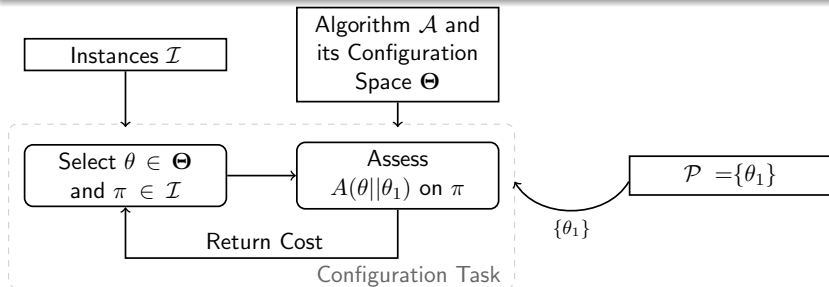 Instances 𝓘
Algorithm 𝓐 and
its Configuration
Space Θ
Select θ ∈ Θ
and π ∈ 𝓘
Assess
A(θ||θ₁) on π
𝓟 ={θ₁}
{θ₁}
Return Cost
Configuration Task